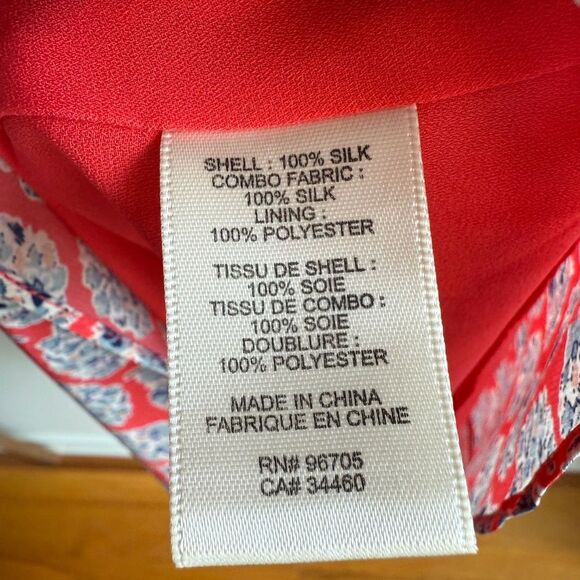 SHELL : 100% SILK
COMBO FABRIC :
100% SILK
LINING :
100% POLYESTER
TISSU DE SHELL :
100% SOIE
TISSU DE COMBO :
100% SOIE
DOUBLURE :
100% POLYESTER
MADE IN CHINA
FABRIQUE EN CHINE
RN# 96705
CA# 34460